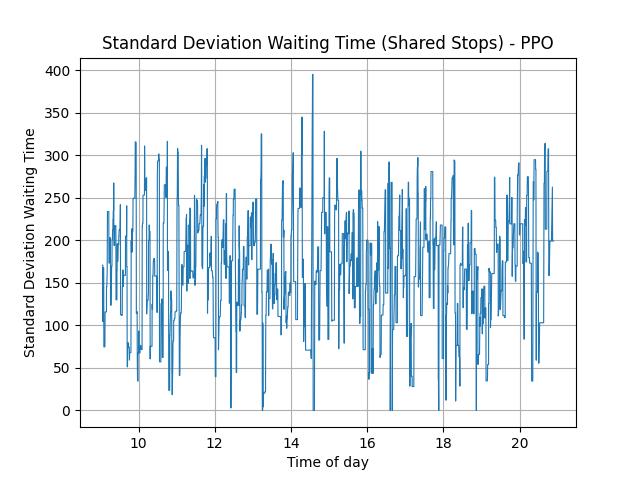 Standard Deviation Waiting Time (Shared Stops) - PPO
Standard Deviation Waiting Time
400
350
300
250
200
150
100
50
0
10 12 14 16 18 20
Time of day